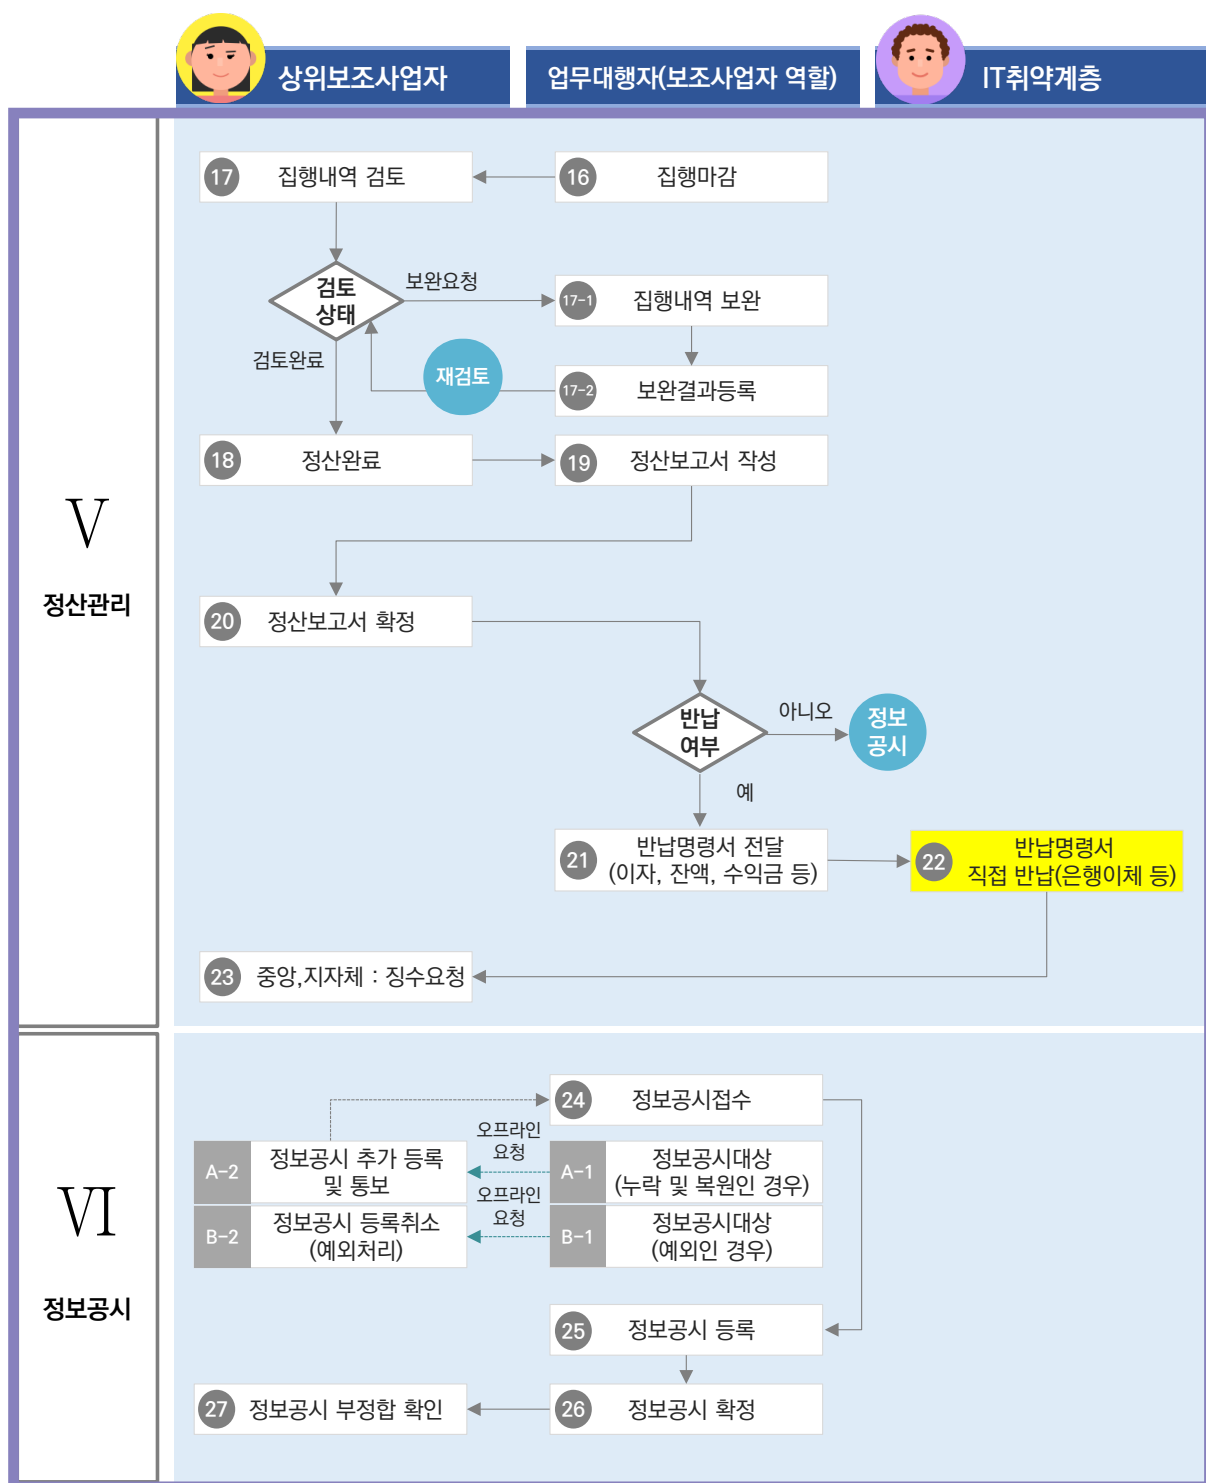 상위보조사업자
업무대행자(보조사업자 역할)
IT취약계층
V
정산관리
17 집행내역 검토
16 집행마감
검토
상태
보완요청
17-1 집행내역 보완
검토완료
재검토
17-2 보완결과등록
18 정산완료
19 정산보고서 작성
20 정산보고서 확정
반납
여부
아니오
정보
공시
예
21 반납명령서 전달
(이자, 잔액, 수익금 등)
22 반납명령서
직접 반납(은행이체 등)
23 중앙,지자체 : 징수요청
VI
정보공시
24 정보공시접수
오프라인
요청
A-2 정보공시 추가 등록
및 통보
A-1 정보공시대상
(누락 및 복원인 경우)
오프라인
요청
B-2 정보공시 등록취소
(예외처리)
B-1 정보공시대상
(예외인 경우)
25 정보공시 등록
27 정보공시 부정합 확인
26 정보공시 확정